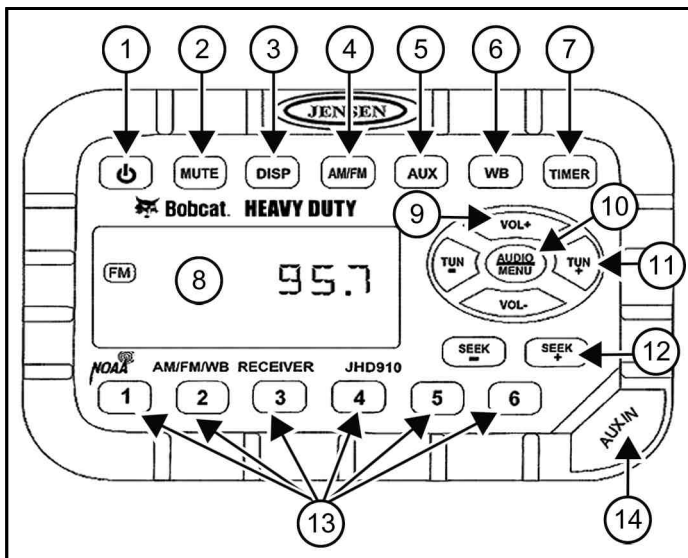 1 2 3 4 5 6 7
JENSEN
MUTE DISP AM/FM AUX WB TIMER
Bobcat. HEAVY DUTY
9 VOL+ 10
FM 8 95.7
TUN - AUDIO MENU TUN + 11
VOL-
SEEK - SEEK + 12
NOAA AM/FM/WB RECEIVER JHD910
1 2 3 4 5 6
AUX IN
13 14